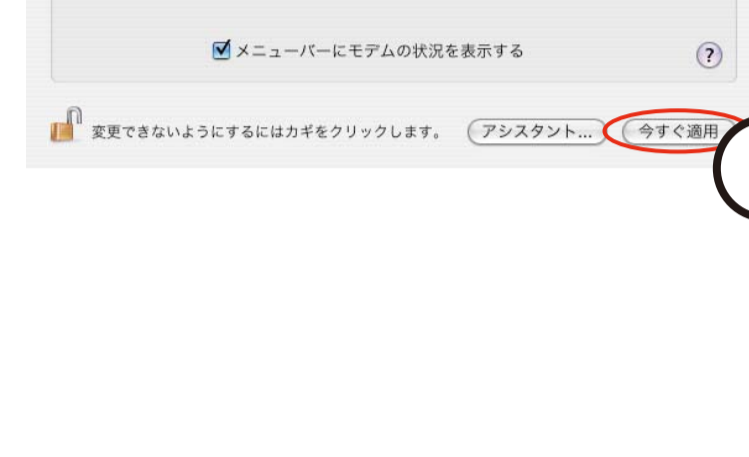 メニューバーにモデムの状況を表示する
?
変更できないようにするにはカギをクリックします。 アシスタント... 今すぐ適用